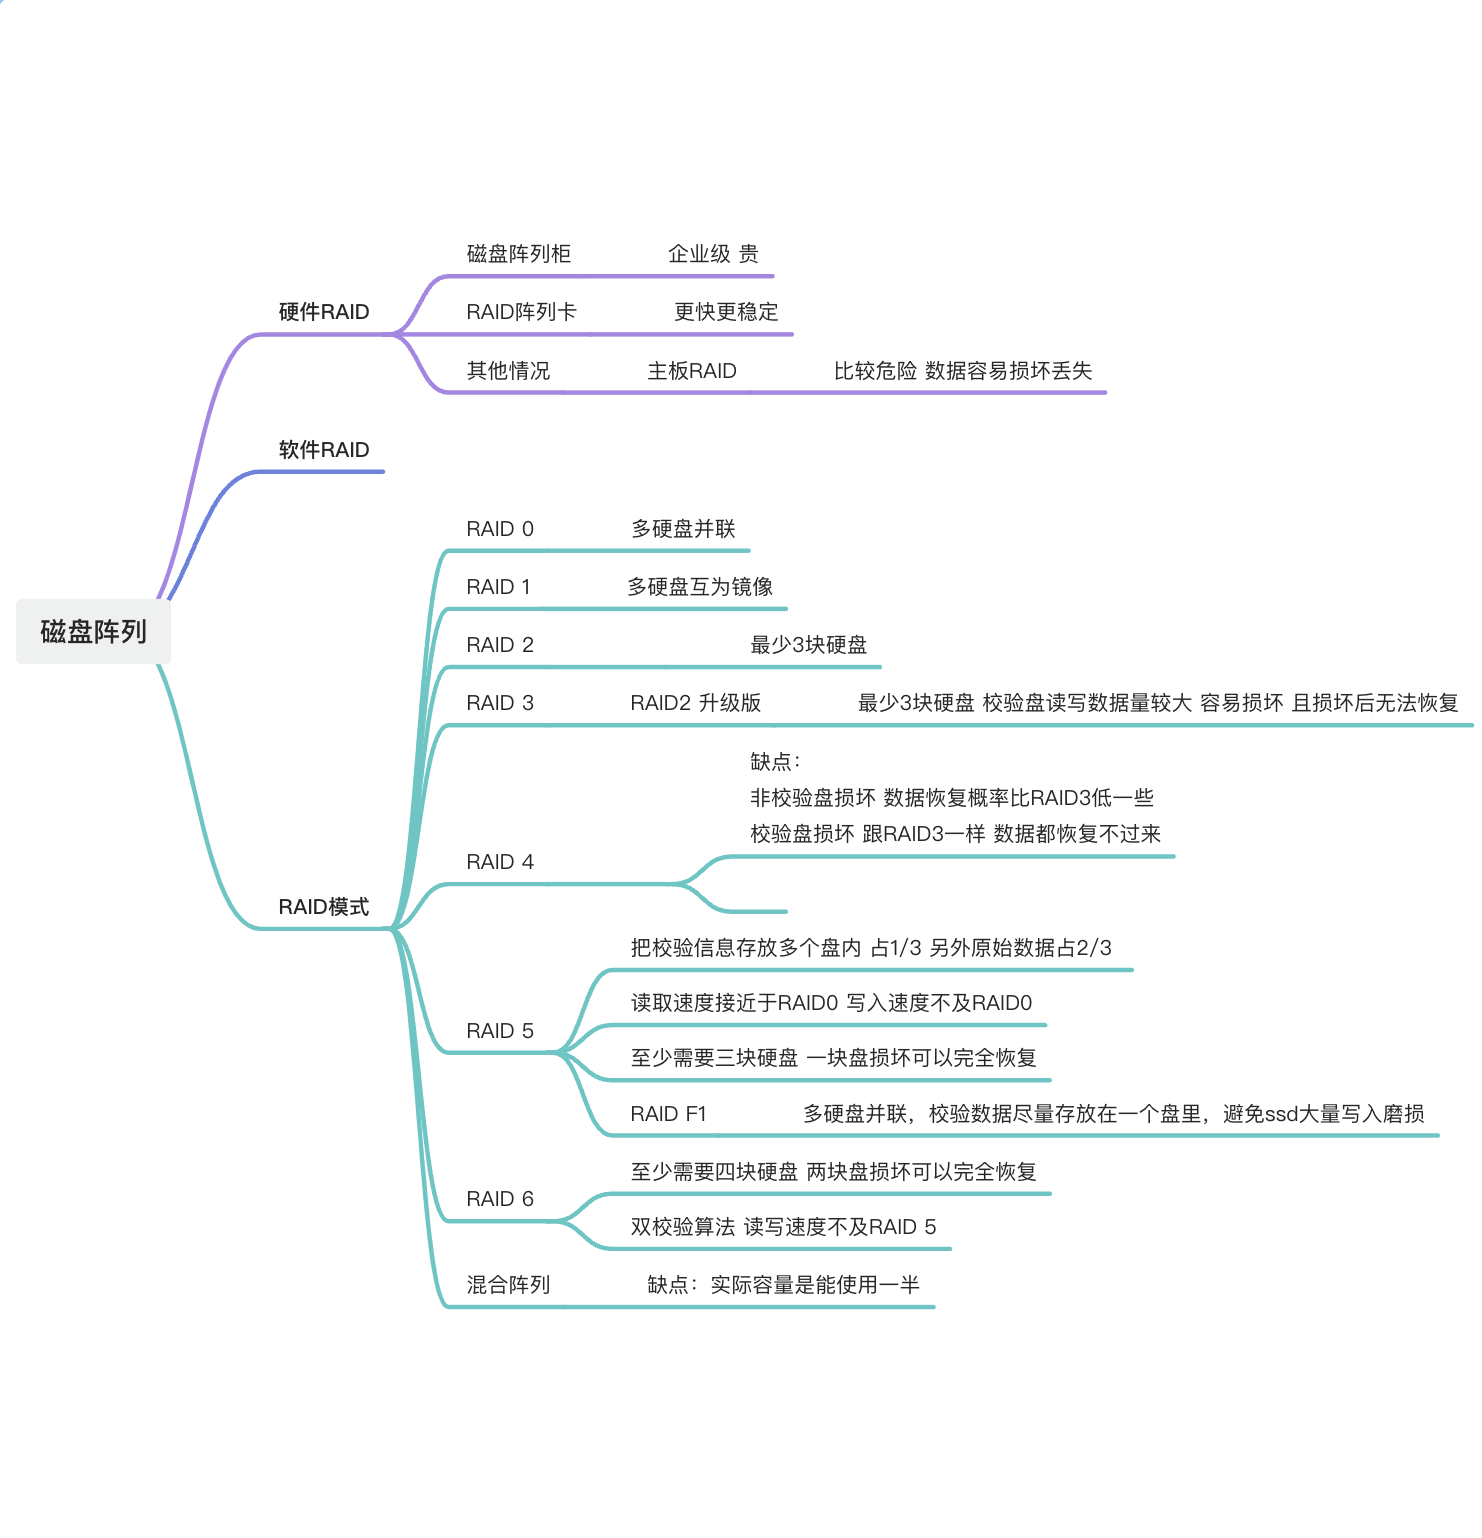 磁盘阵列
硬件RAID
磁盘阵列柜
企业级 贵
RAID阵列卡
更快更稳定
其他情况
主板RAID
比较危险 数据容易损坏丢失
软件RAID
RAID模式
RAID 0
多硬盘并联
RAID 1
多硬盘互为镜像
RAID 2
最少3块硬盘
RAID 3
RAID2 升级版
最少3块硬盘 校验盘读写数据量较大 容易损坏 且损坏后无法恢复
RAID 4
缺点：
非校验盘损坏 数据恢复概率比RAID3低一些
校验盘损坏 跟RAID3一样 数据都恢复不过来
RAID 5
把校验信息存放多个盘内 占1/3 另外原始数据占2/3
读取速度接近于RAID0 写入速度不及RAID0
至少需要三块硬盘 一块盘损坏可以完全恢复
RAID F1
多硬盘并联，校验数据尽量存放在一个盘里，避免ssd大量写入磨损
RAID 6
至少需要四块硬盘 两块盘损坏可以完全恢复
双校验算法 读写速度不及RAID 5
混合阵列
缺点：实际容量是能使用一半